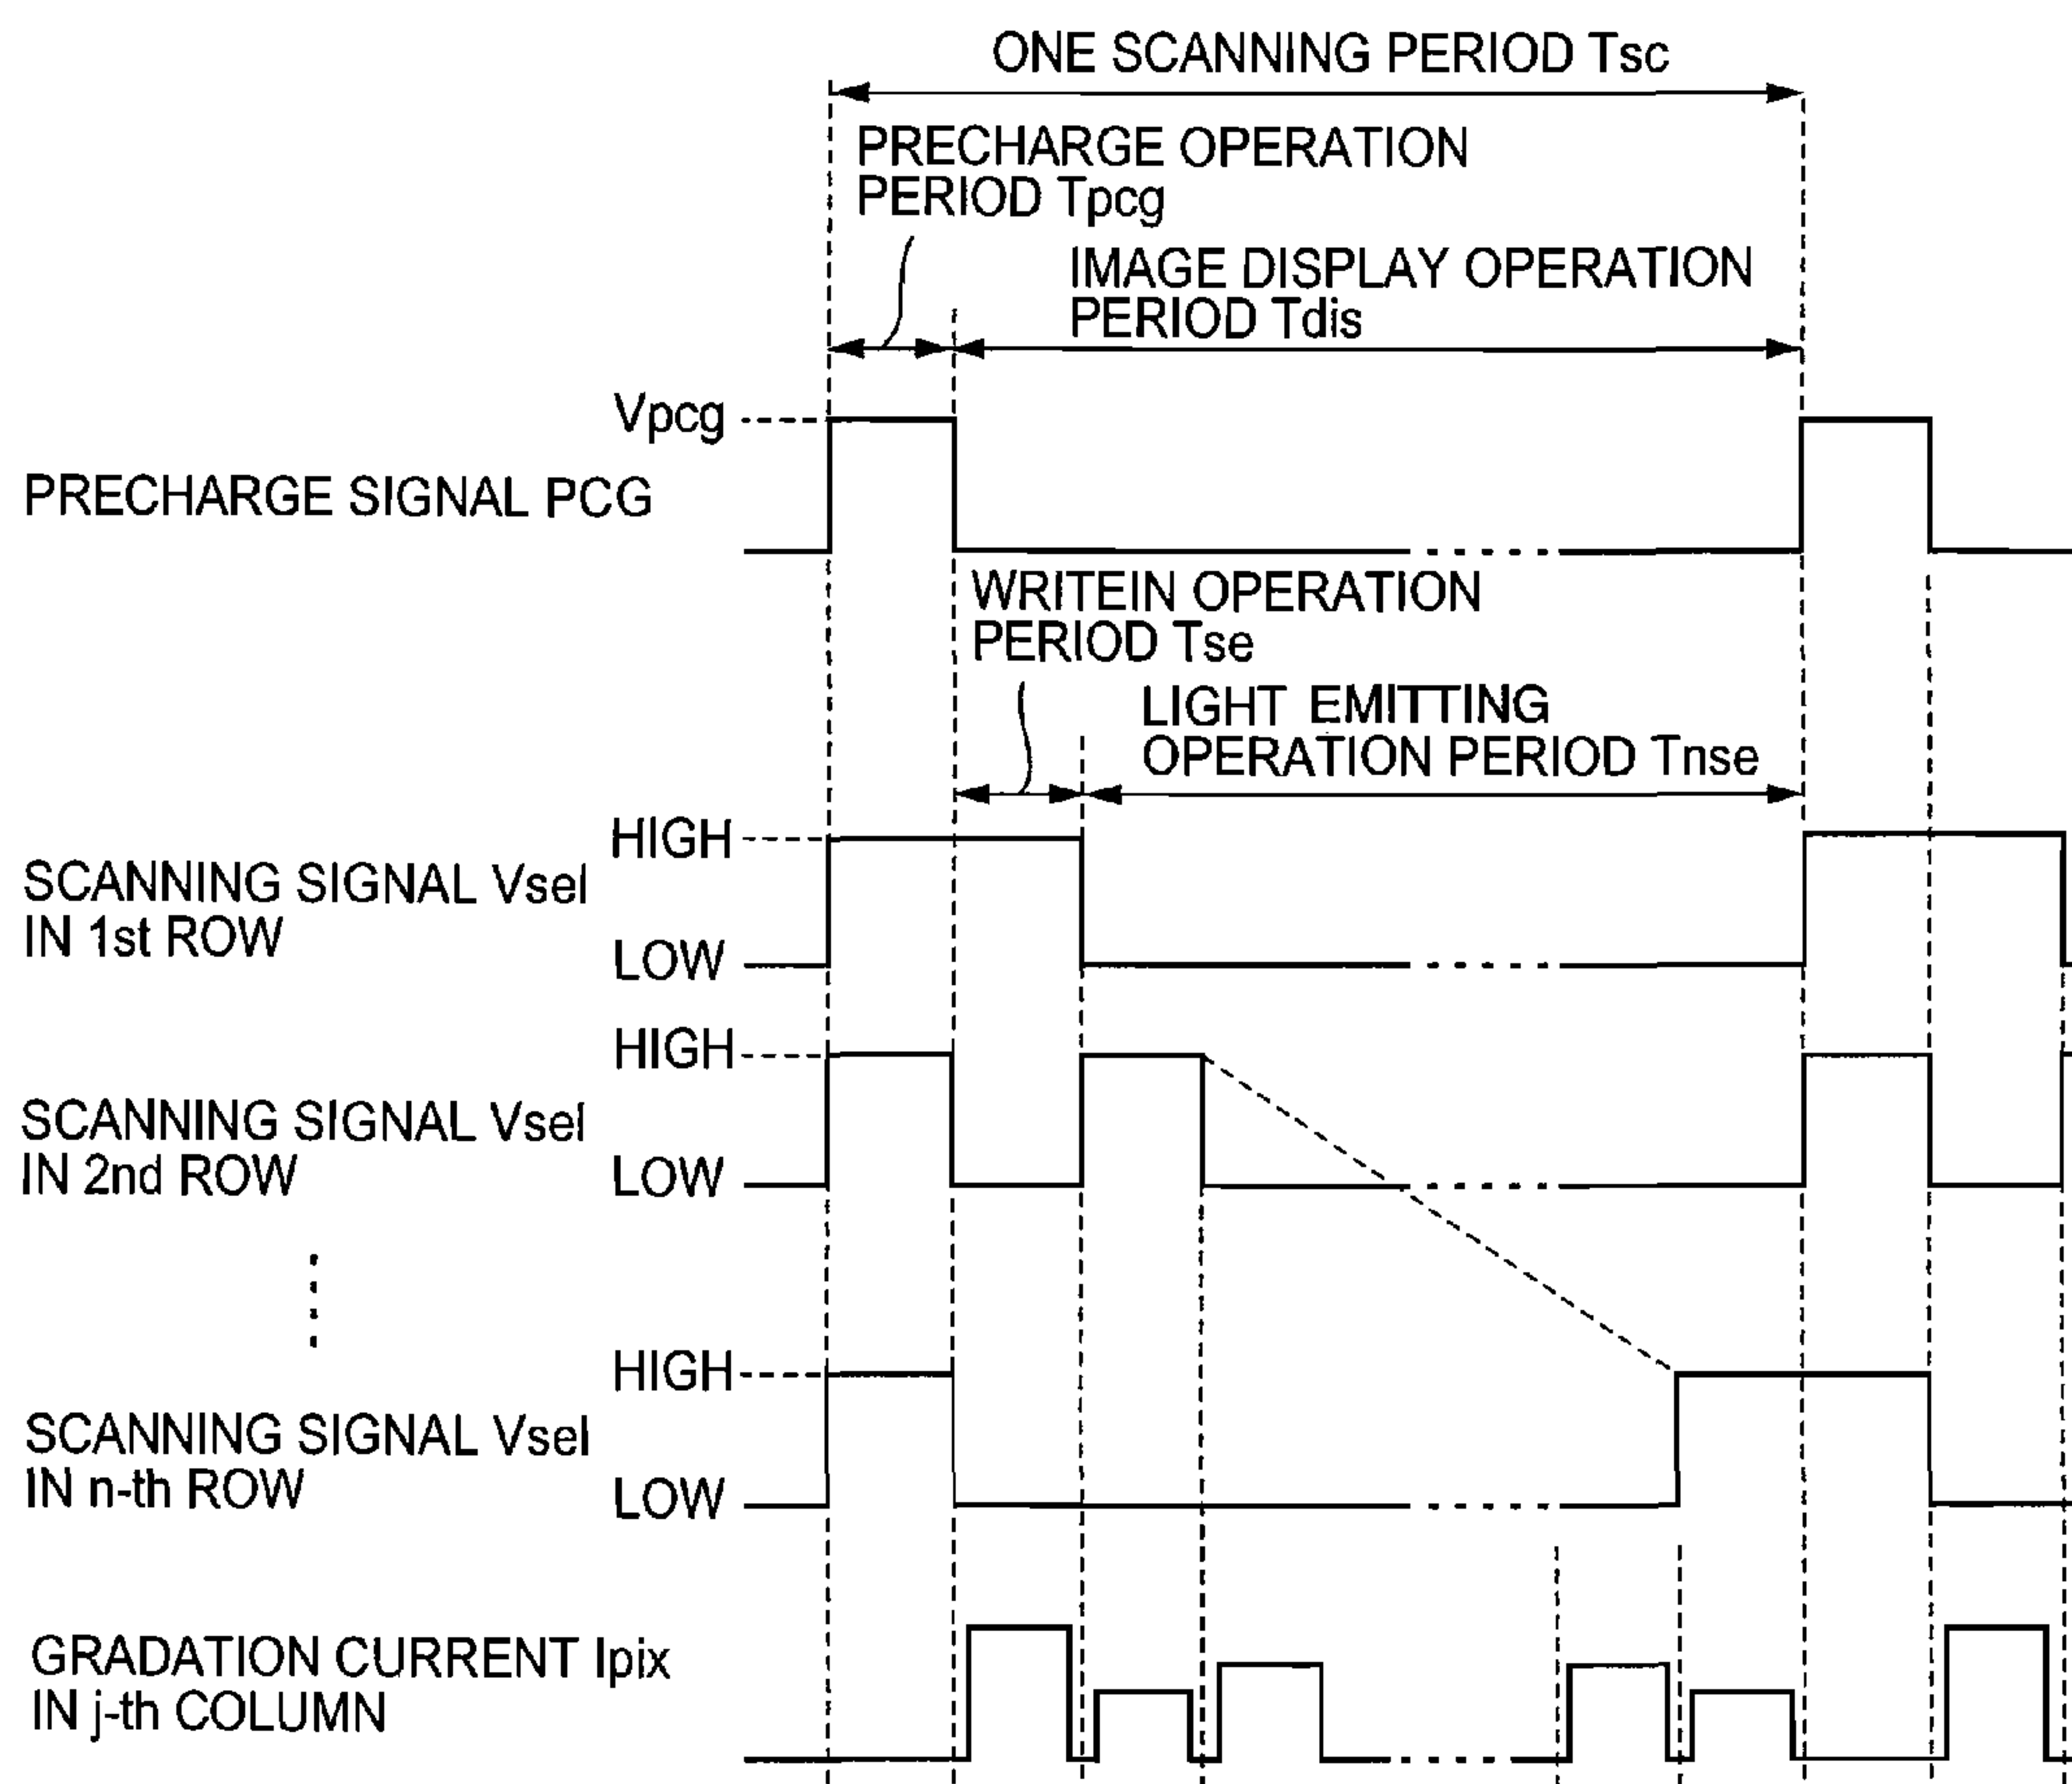 ONE SCANNING PERIOD Tsc
PRECHARGE OPERATION
PERIOD Tpcg
IMAGE DISPLAY OPERATION
PERIOD Tdis
Vpcg
PRECHARGE SIGNAL PCG
WRITEIN OPERATION
PERIOD Tse
LIGHT EMITTING
OPERATION PERIOD Tnse
HIGH
SCANNING SIGNAL Vsel
IN 1st ROW
LOW
HIGH
SCANNING SIGNAL Vsel
IN 2nd ROW
LOW
HIGH
SCANNING SIGNAL Vsel
IN n-th ROW
LOW
GRADATION CURRENT Ipix
IN j-th COLUMN